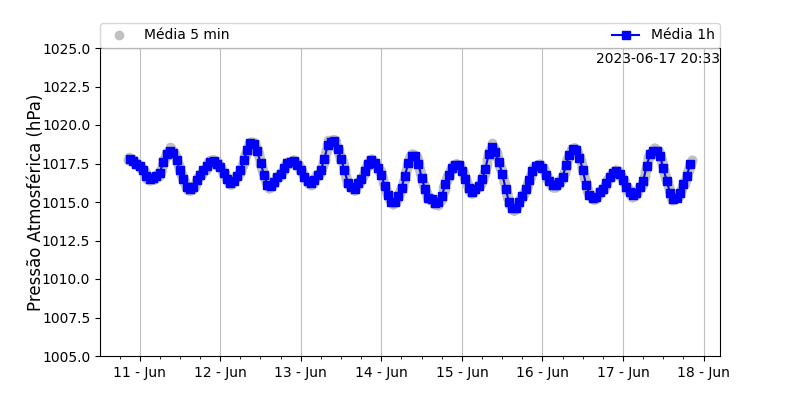 Média 5 min
Média 1h
2023-06-17 20:33
Pressão Atmosférica (hPa)
1025.0
1022.5
1020.0
1017.5
1015.0
1012.5
1010.0
1007.5
1005.0
11 - Jun
12 - Jun
13 - Jun
14 - Jun
15 - Jun
16 - Jun
17 - Jun
18 - Jun